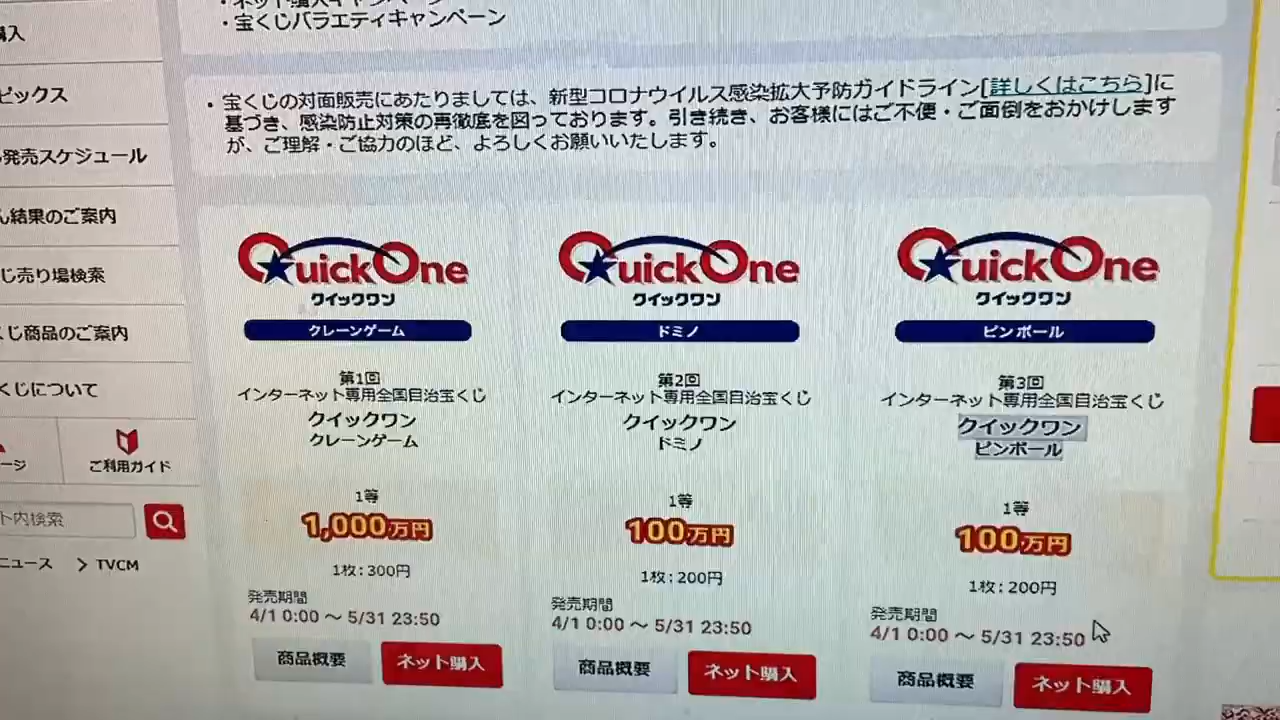 ・宝くじバラエティキャンペーン
・宝くじの対面販売にあたりましては、新型コロナウイルス感染拡大予防ガイドライン[詳しくはこちら]に
基づき、感染防止対策の再徹底を図っております。引き続き、お客様にはご不便・ご面倒をおかけします
が、ご理解・ご協力のほど、よろしくお願いいたします。
購入
ピックス
発売スケジュール
ん結果のご案内
じ売り場検索
くじ商品のご案内
くじについて
ージ
ご利用ガイド
ト内検索
ニュース
> TVCM
QuickOne
クイックワン
クレーンゲーム
第1回
インターネット専用全国自治宝くじ
クイックワン
クレーンゲーム
1等
1,000万円
1枚:300円
発売期間
4/1 0:00 ～ 5/31 23:50
商品概要
ネット購入
QuickOne
クイックワン
ドミノ
第2回
インターネット専用全国自治宝くじ
クイックワン
ドミノ
1等
100万円
1枚:200円
発売期間
4/1 0:00 ～ 5/31 23:50
商品概要
ネット購入
QuickOne
クイックワン
ピンボール
第3回
インターネット専用全国自治宝くじ
クイックワン
ピンボール
1等
100万円
1枚:200円
発売期間
4/1 0:00 ～ 5/31 23:50
商品概要
ネット購入